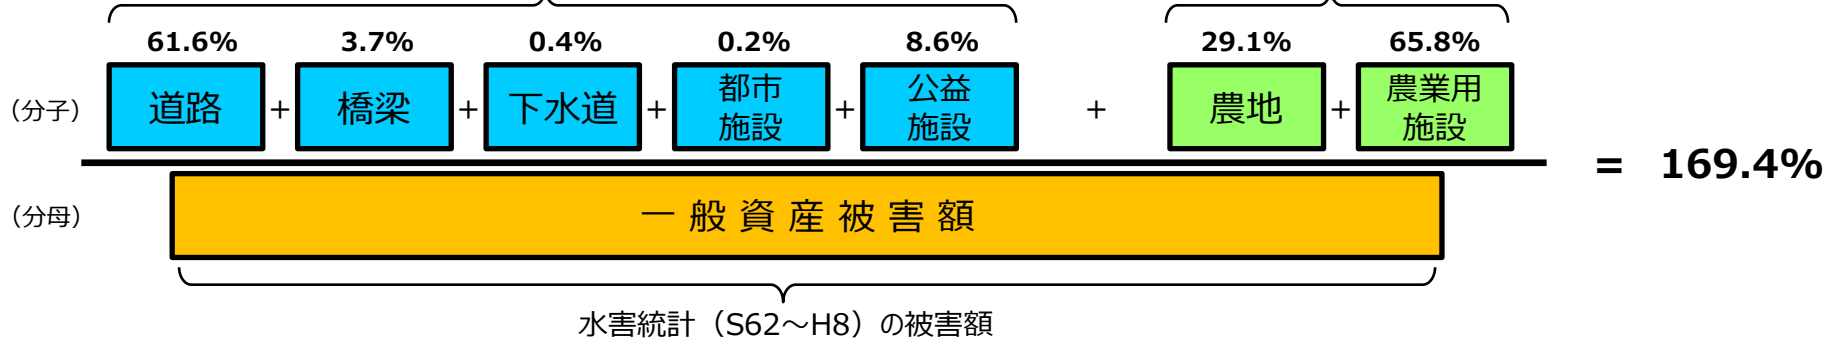 61.6% 3.7% 0.4% 0.2% 8.6% 29.1% 65.8%
（分子） 道路 + 橋梁 + 下水道 + 都市施設 + 公益施設 + 農地 + 農業用施設
= 169.4%
（分母） 一般資産被害額
水害統計（S62～H8）の被害額